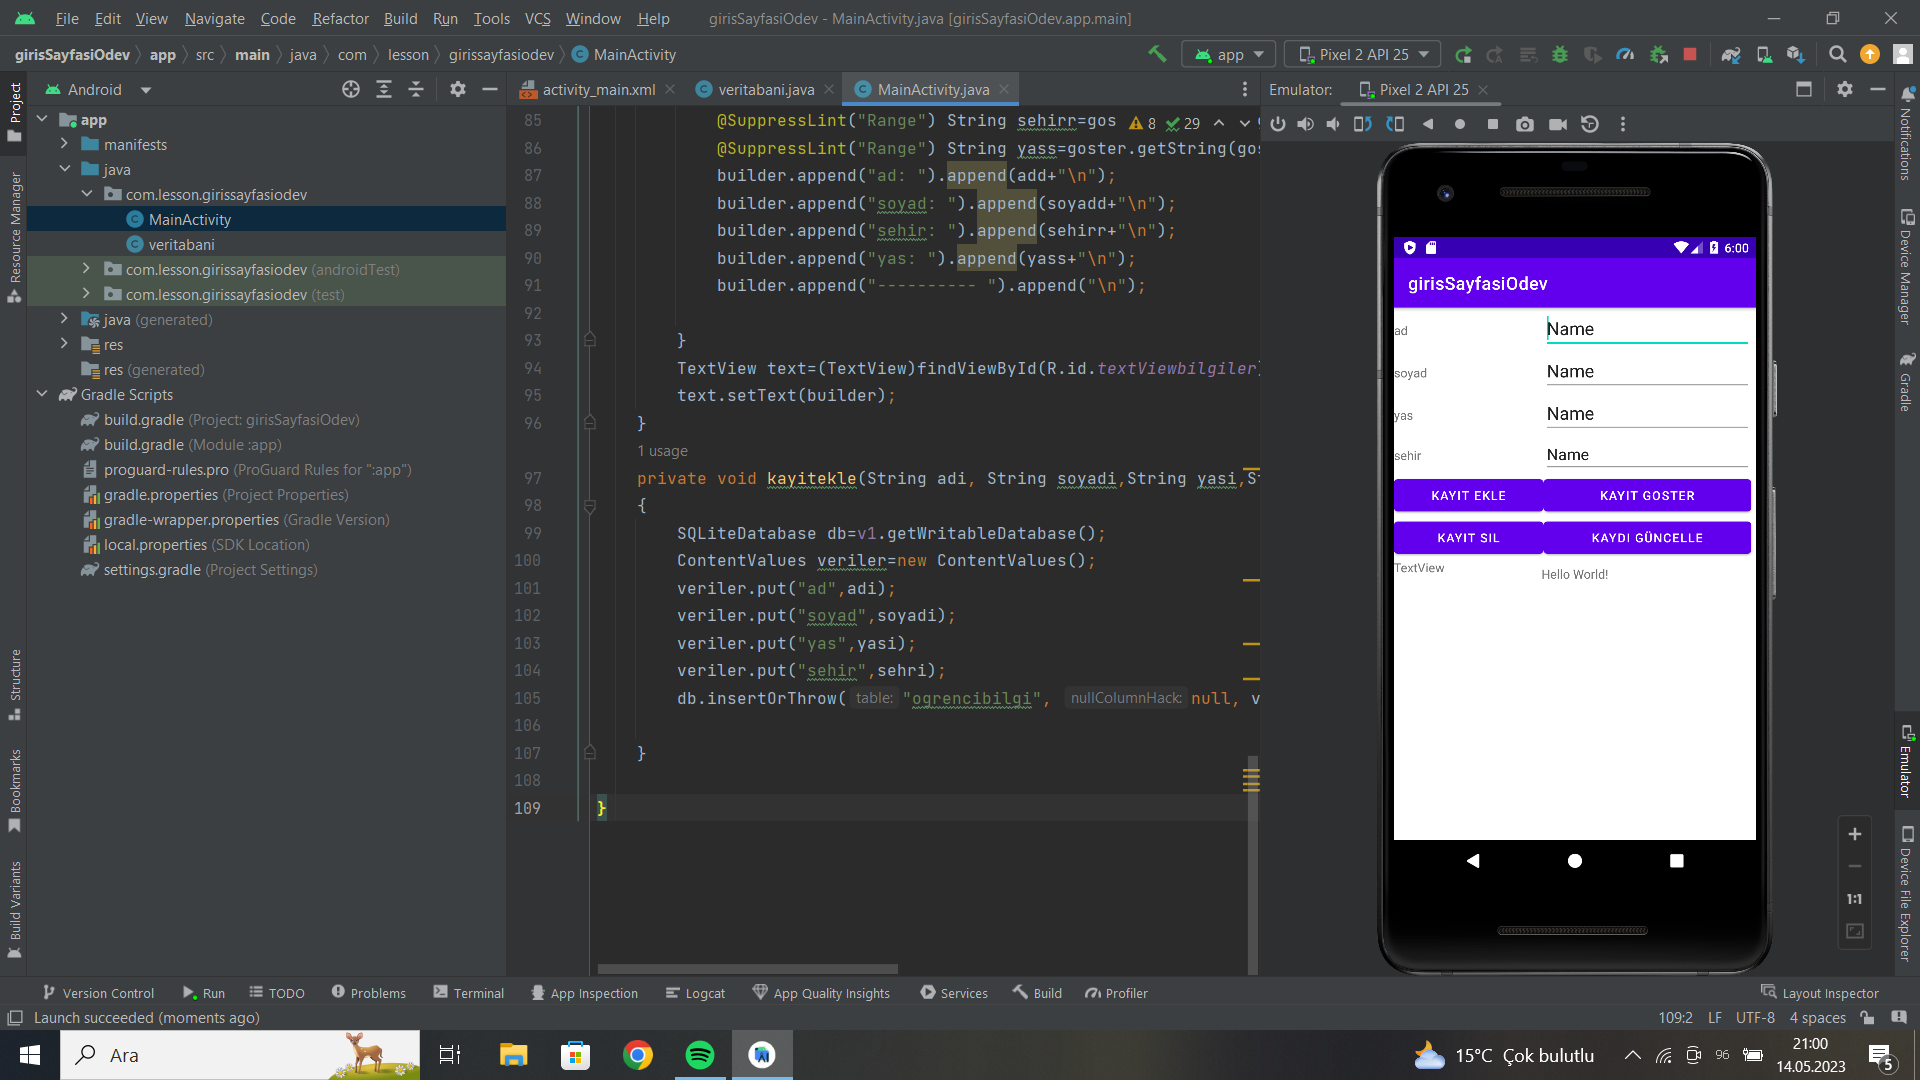 File Edit View Navigate Code Refactor Build Run Tools VCS Window Help girisSayfasiOdev - MainActivity.java [girisSayfasiOdev.app.main]
girisSayfasiOdev app src main java com lesson girissayfasiodev MainActivity
app Pixel 2 API 25
Project
Resource Manager
Structure
Bookmarks
Build Variants
Android
app
manifests
java
com.lesson.girissayfasiodev
MainActivity
veritabani
com.lesson.girissayfasiodev (androidTest)
com.lesson.girissayfasiodev (test)
java (generated)
res
res (generated)
Gradle Scripts
build.gradle (Project: girisSayfasiOdev)
build.gradle (Module :app)
proguard-rules.pro (ProGuard Rules for ":app")
gradle.properties (Project Properties)
gradle-wrapper.properties (Gradle Version)
local.properties (SDK Location)
settings.gradle (Project Settings)
activity_main.xml veritabani.java MainActivity.java
8 29
85 @SuppressLint("Range") String sehirr=gos
86 @SuppressLint("Range") String yass=goster.getString(gos
87 builder.append("ad: ").append(add+"\n");
88 builder.append("soyad: ").append(soyadd+"\n");
89 builder.append("sehir: ").append(sehirr+"\n");
90 builder.append("yas: ").append(yass+"\n");
91 builder.append("---------- ").append("\n");
92
93 }
94 TextView text=(TextView)findViewById(R.id.textViewbilgiler)
95 text.setText(builder);
96 }
1 usage
97 private void kayitekle(String adi, String soyadi,String yasi,St
98 {
99 SQLiteDatabase db=v1.getWritableDatabase();
100 ContentValues veriler=new ContentValues();
101 veriler.put("ad",adi);
102 veriler.put("soyad",soyadi);
103 veriler.put("yas",yasi);
104 veriler.put("sehir",sehri);
105 db.insertOrThrow( table: "ogrencibilgi", nullColumnHack: null, v
106
107 }
108
109 }
Emulator: Pixel 2 API 25
6:00
girisSayfasiOdev
ad Name
soyad Name
yas Name
sehir Name
KAYIT EKLE KAYIT GOSTER
KAYIT SIL KAYDI GÜNCELLE
TextView Hello World!
1:1
Notifications
Device Manager
Gradle
Emulator
Device File Explorer
Version Control Run TODO Problems Terminal App Inspection Logcat App Quality Insights Services Build Profiler Layout Inspector
Launch succeeded (moments ago) 109:2 LF UTF-8 4 spaces
Ara
15°C Çok bulutlu 96 21:00
14.05.2023
5